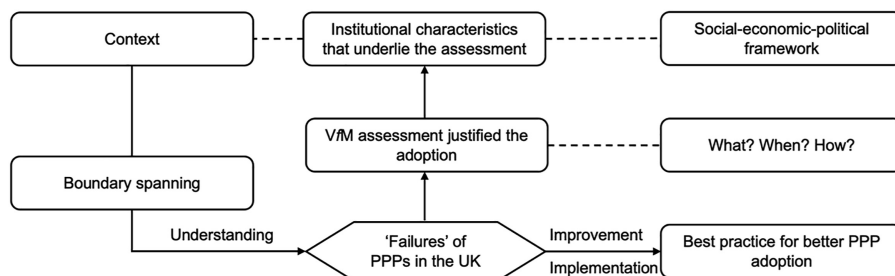 Context
Institutional characteristics
that underlie the assessment
Social-economic-political
framework
VfM assessment justified the
adoption
What? When? How?
Boundary spanning
Understanding
'Failures' of
PPPs in the UK
Improvement
Implementation
Best practice for better PPP
adoption